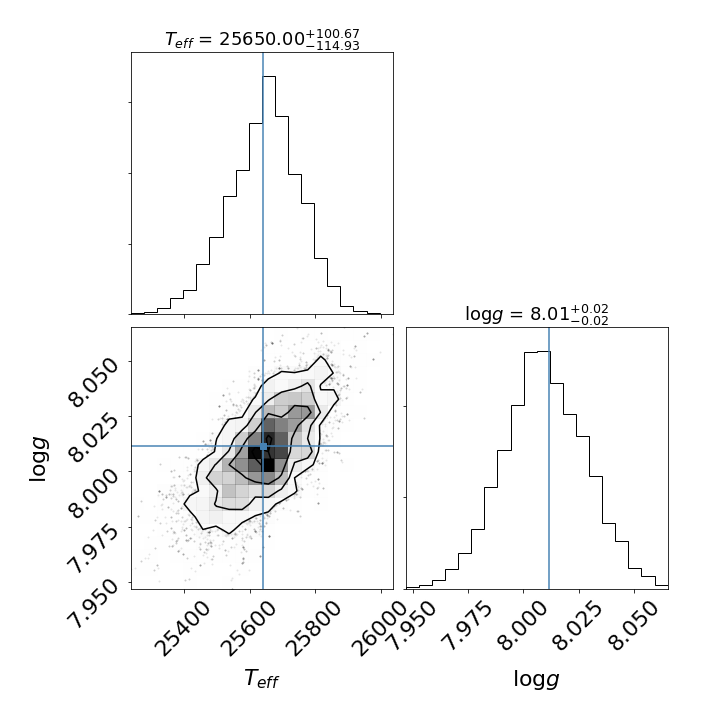 T_eff = 25650.00^{+100.67}_{-114.93}
logg = 8.01^{+0.02}_{-0.02}
logg
8.050
8.025
8.000
7.975
7.950
25400
25600
25800
26000
7.950
7.975
8.000
8.025
8.050
T_eff
logg